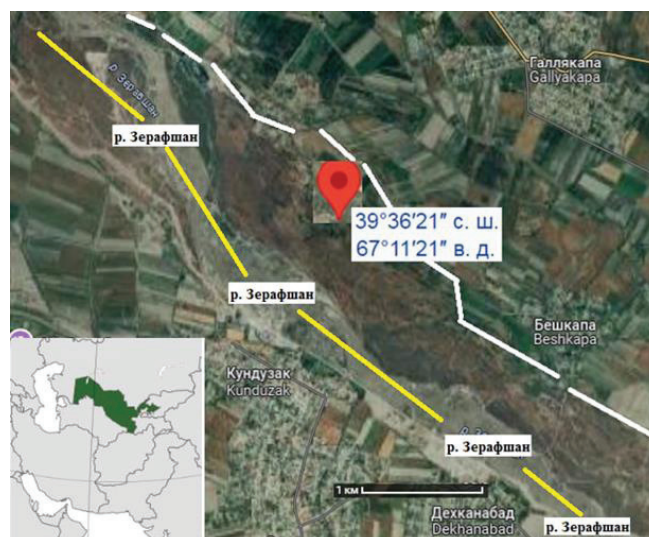 Галлякапа
Gallyakapa
р. Зерафшан
р. Зерафшан
39°36′21″ с. ш.
67°11′21″ в. д.
р. Зерафшан
Бешкапа
Beshkapa
Кундузак
Kunduzak
р. З
р. Зерафшан
1 км
Дехканабад
Dekhanabad
р. Зерафшан